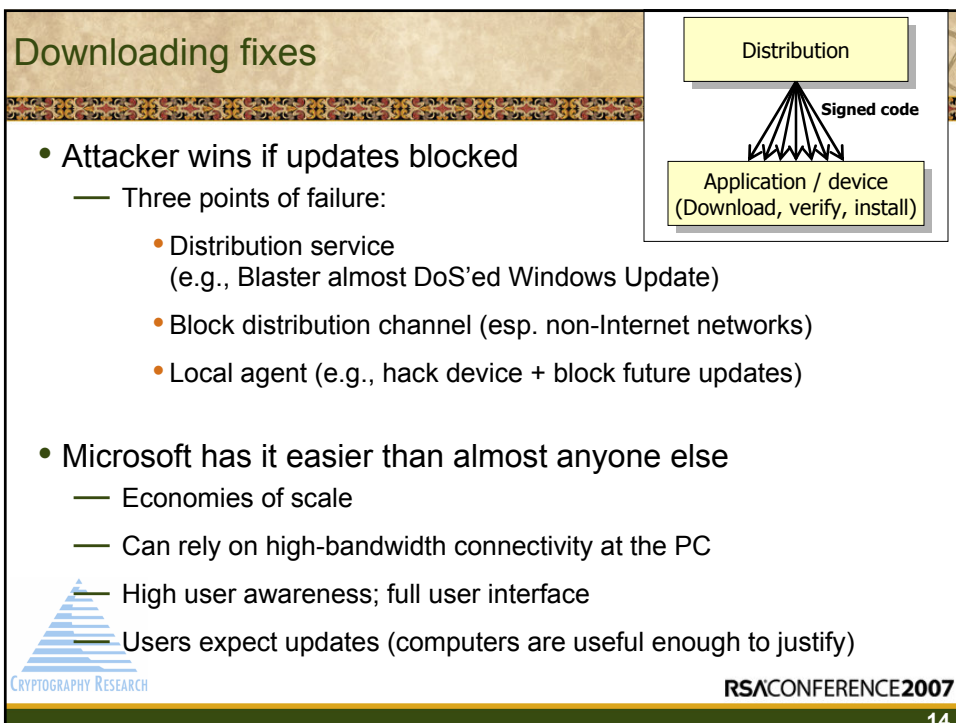 Downloading fixes
Distribution
Signed code
Application / device
(Download, verify, install)
• Attacker wins if updates blocked
— Three points of failure:
• Distribution service
(e.g., Blaster almost DoS'ed Windows Update)
• Block distribution channel (esp. non-Internet networks)
• Local agent (e.g., hack device + block future updates)
• Microsoft has it easier than almost anyone else
— Economies of scale
— Can rely on high-bandwidth connectivity at the PC
— High user awareness; full user interface
— Users expect updates (computers are useful enough to justify)
CRYPTOGRAPHY RESEARCH
RSACONFERENCE2007
14